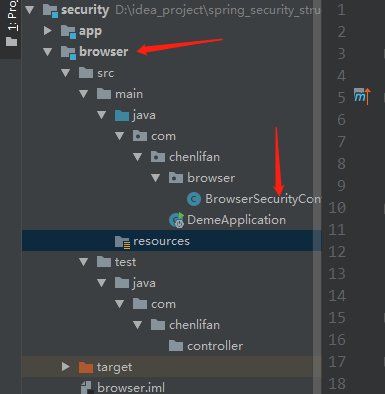 1: Proj
security D:\idea_project\spring_security_stru
app
browser
src
main
java
com
chenlifan
browser
BrowserSecurityCon
DemeApplication
resources
test
java
com
chenlifan
controller
target
browser.iml
1
2
3
4
5
6
7
8
9
10
11
12
13
14
15
16
17
18